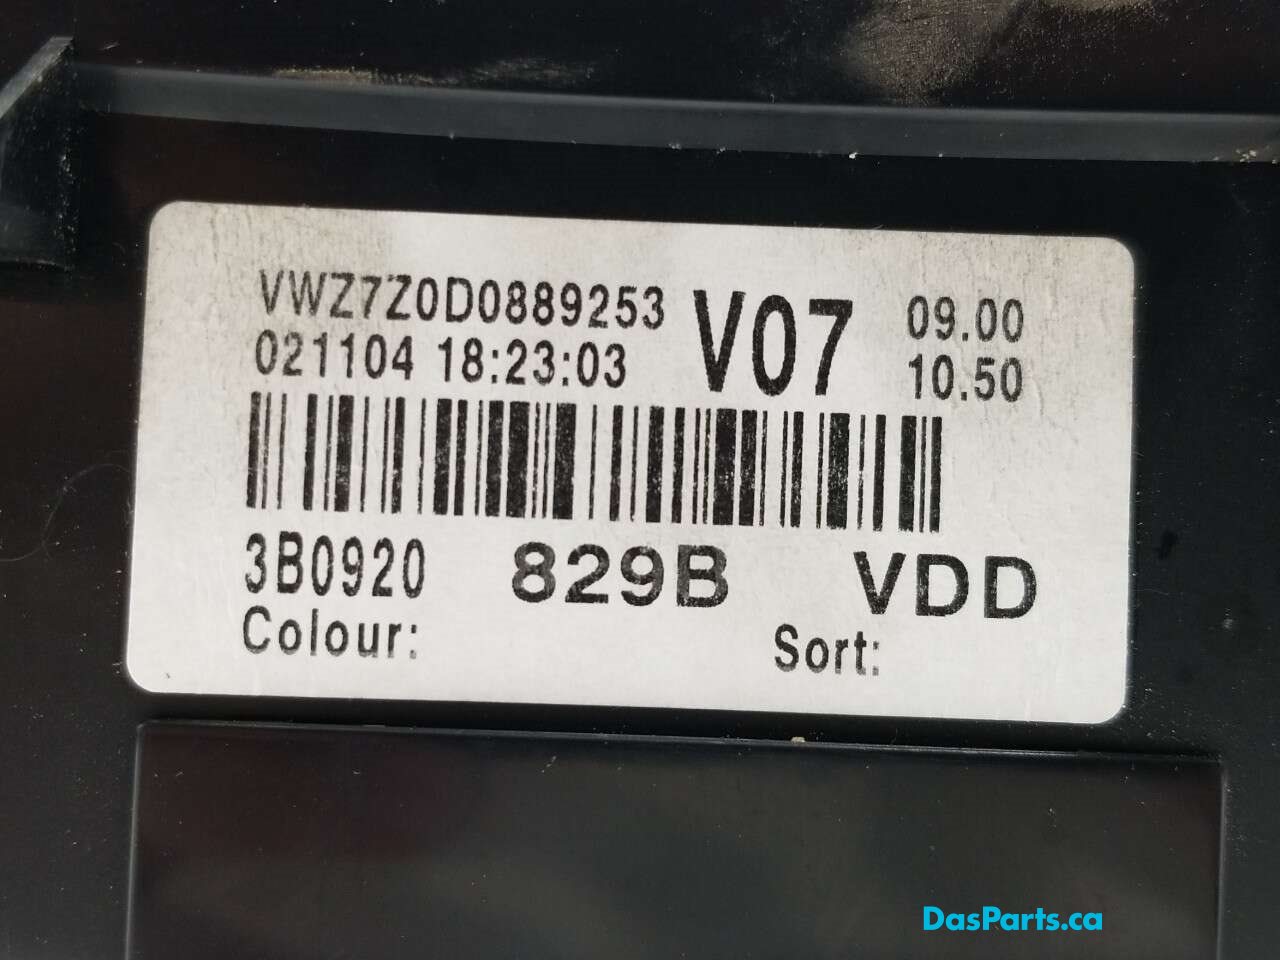 VWZ7Z0D0889253
021104 18:23:03
V07
09.00
10.50
3B0920 829B VDD
Colour: Sort:
DasParts.ca